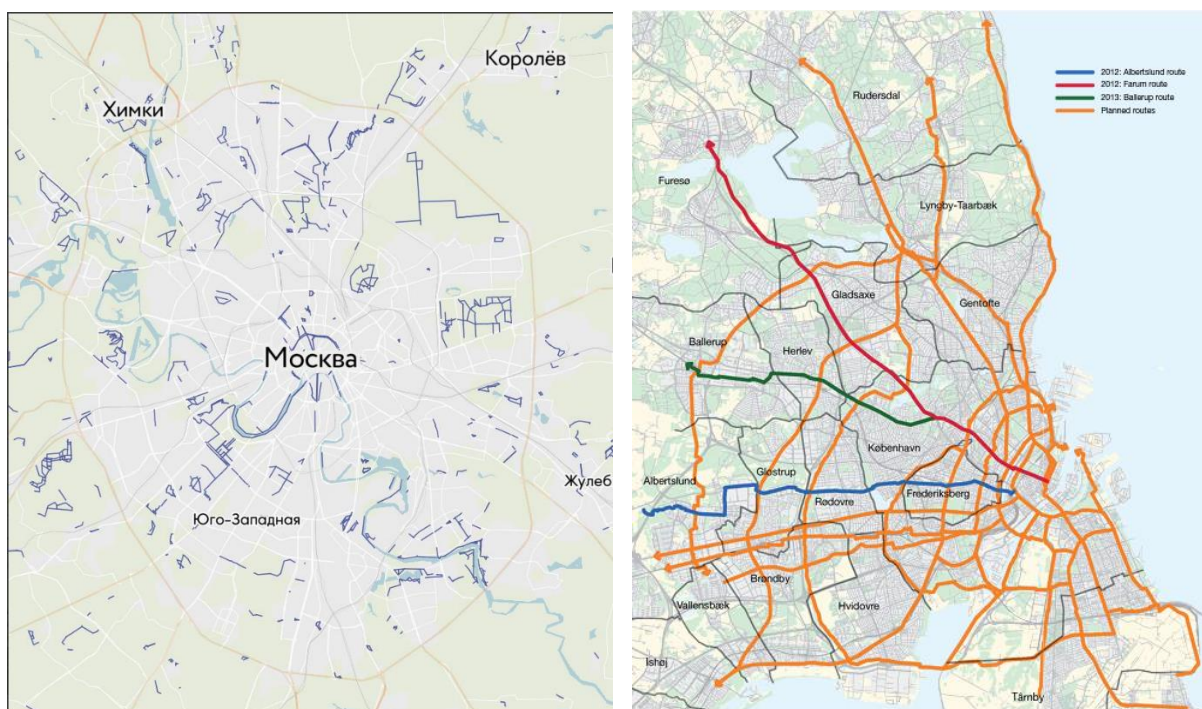 Королёв
Химки
Москва
Жулеб
Юго-Западная
2012: Albertslund route
2012: Farum route
2013: Ballerup route
Planned routes
Rudersdal
Furesø
Lyngby-Taarbæk
Gladsaxe
Gentofte
Ballerup
Herlev
København
Glostrup
Albertslund
Rødovre
Frederiksberg
Brøndby
Vallensbæk
Hvidovre
Ishøj
Tårnby